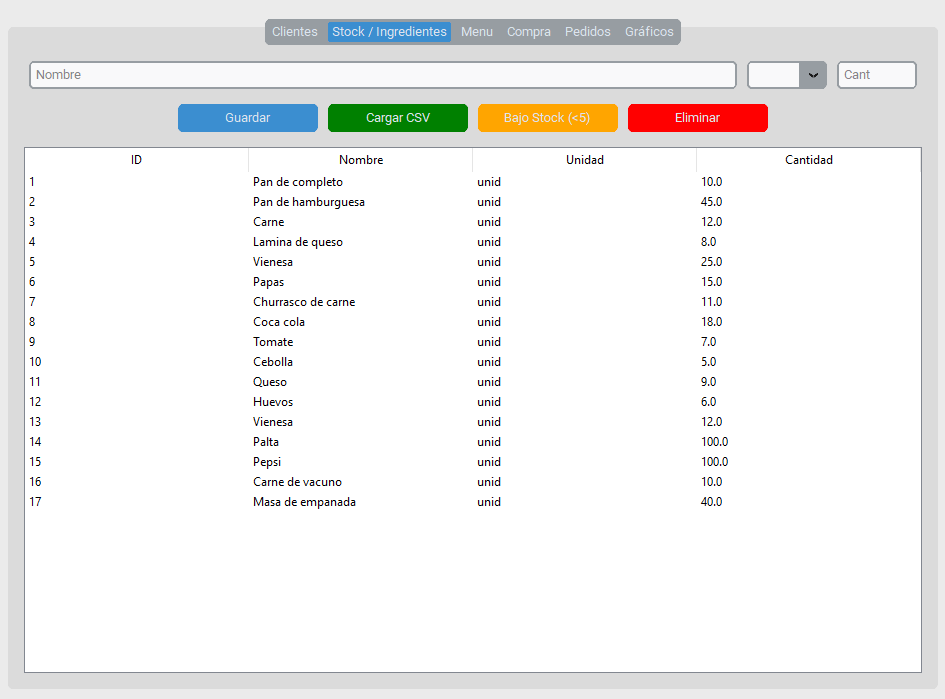 Clientes Stock / Ingredientes Menu Compra Pedidos Gráficos
Nombre Cant
Guardar Cargar CSV Bajo Stock (<5) Eliminar
ID Nombre Unidad Cantidad
1 Pan de completo unid 10.0
2 Pan de hamburguesa unid 45.0
3 Carne unid 12.0
4 Lamina de queso unid 8.0
5 Vienesa unid 25.0
6 Papas unid 15.0
7 Churrasco de carne unid 11.0
8 Coca cola unid 18.0
9 Tomate unid 7.0
10 Cebolla unid 5.0
11 Queso unid 9.0
12 Huevos unid 6.0
13 Vienesa unid 12.0
14 Palta unid 100.0
15 Pepsi unid 100.0
16 Carne de vacuno unid 10.0
17 Masa de empanada unid 40.0